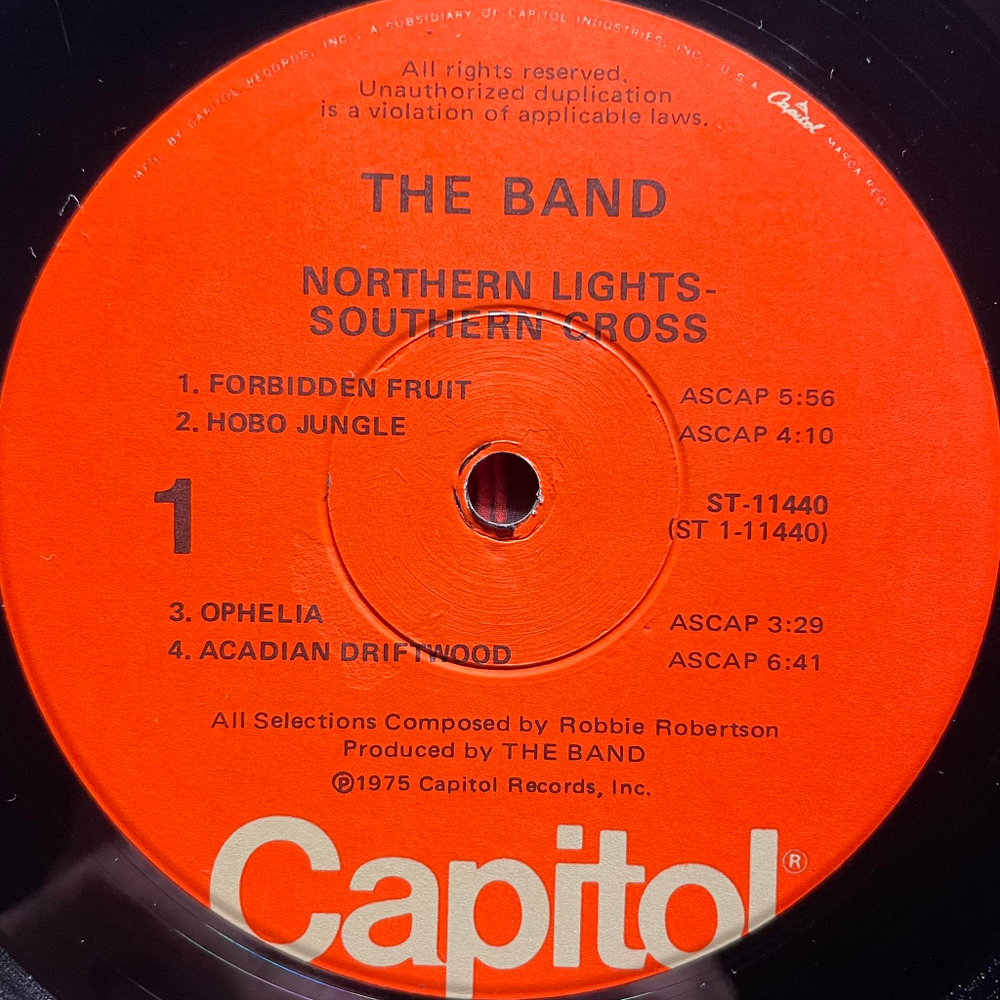 MFD. BY CAPITOL RECORDS, INC., A SUBSIDIARY OF CAPITOL INDUSTRIES, INC., U.S.A. Capitol MARCA REG.
All rights reserved.
Unauthorized duplication
is a violation of applicable laws.
THE BAND
NORTHERN LIGHTS-
SOUTHERN CROSS
1. FORBIDDEN FRUIT ASCAP 5:56
2. HOBO JUNGLE ASCAP 4:10
1 ST-11440
(ST 1-11440)
3. OPHELIA ASCAP 3:29
4. ACADIAN DRIFTWOOD ASCAP 6:41
All Selections Composed by Robbie Robertson
Produced by THE BAND
℗1975 Capitol Records, Inc.
Capitol®